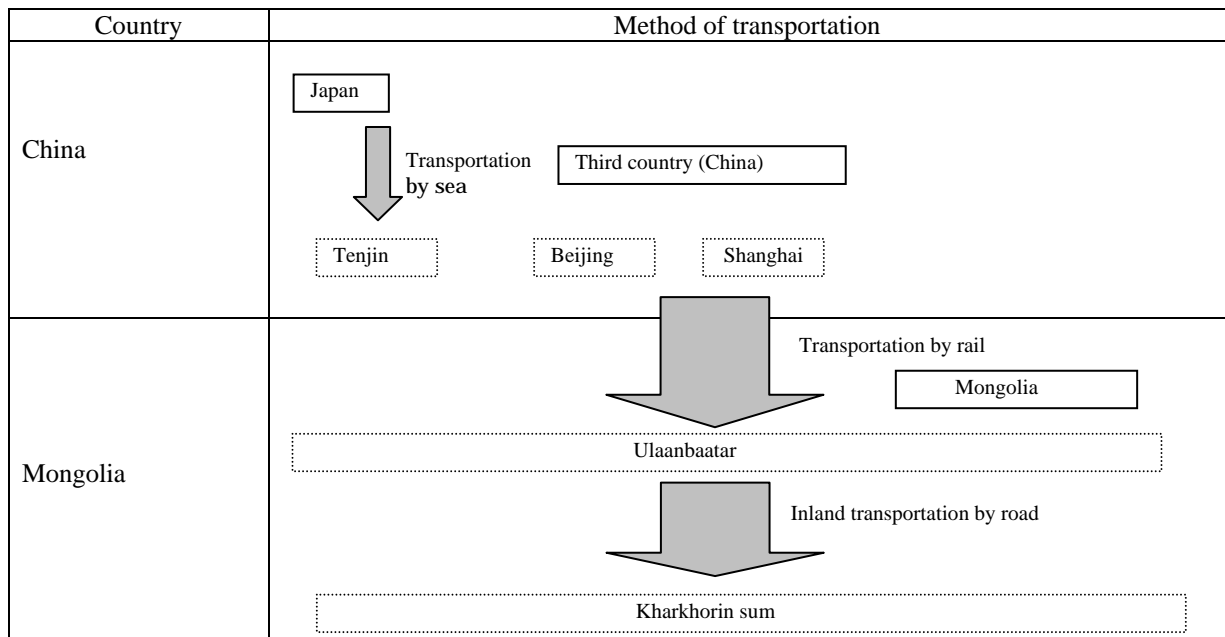 Country
Method of transportation
China
Japan
Transportation
by sea
Third country (China)
Tenjin
Beijing
Shanghai
Mongolia
Transportation by rail
Mongolia
Ulaanbaatar
Inland transportation by road
Kharkhorin sum